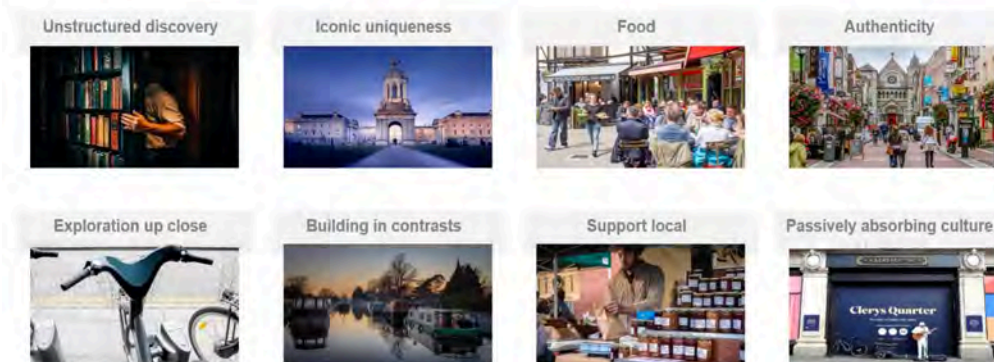 Unstructured discovery
Iconic uniqueness
Food
Authenticity
Exploration up close
Building in contrasts
Support local
Passively absorbing culture
Clerys Quarter